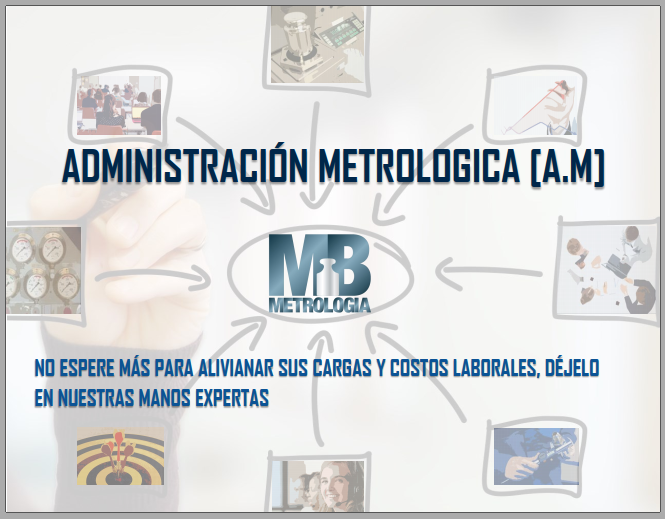 ADMINISTRACIÓN METROLOGICA (A.M)
MB
METROLOGIA
NO ESPERE MÁS PARA ALIVIANAR SUS CARGAS Y COSTOS LABORALES, DÉJELO
EN NUESTRAS MANOS EXPERTAS